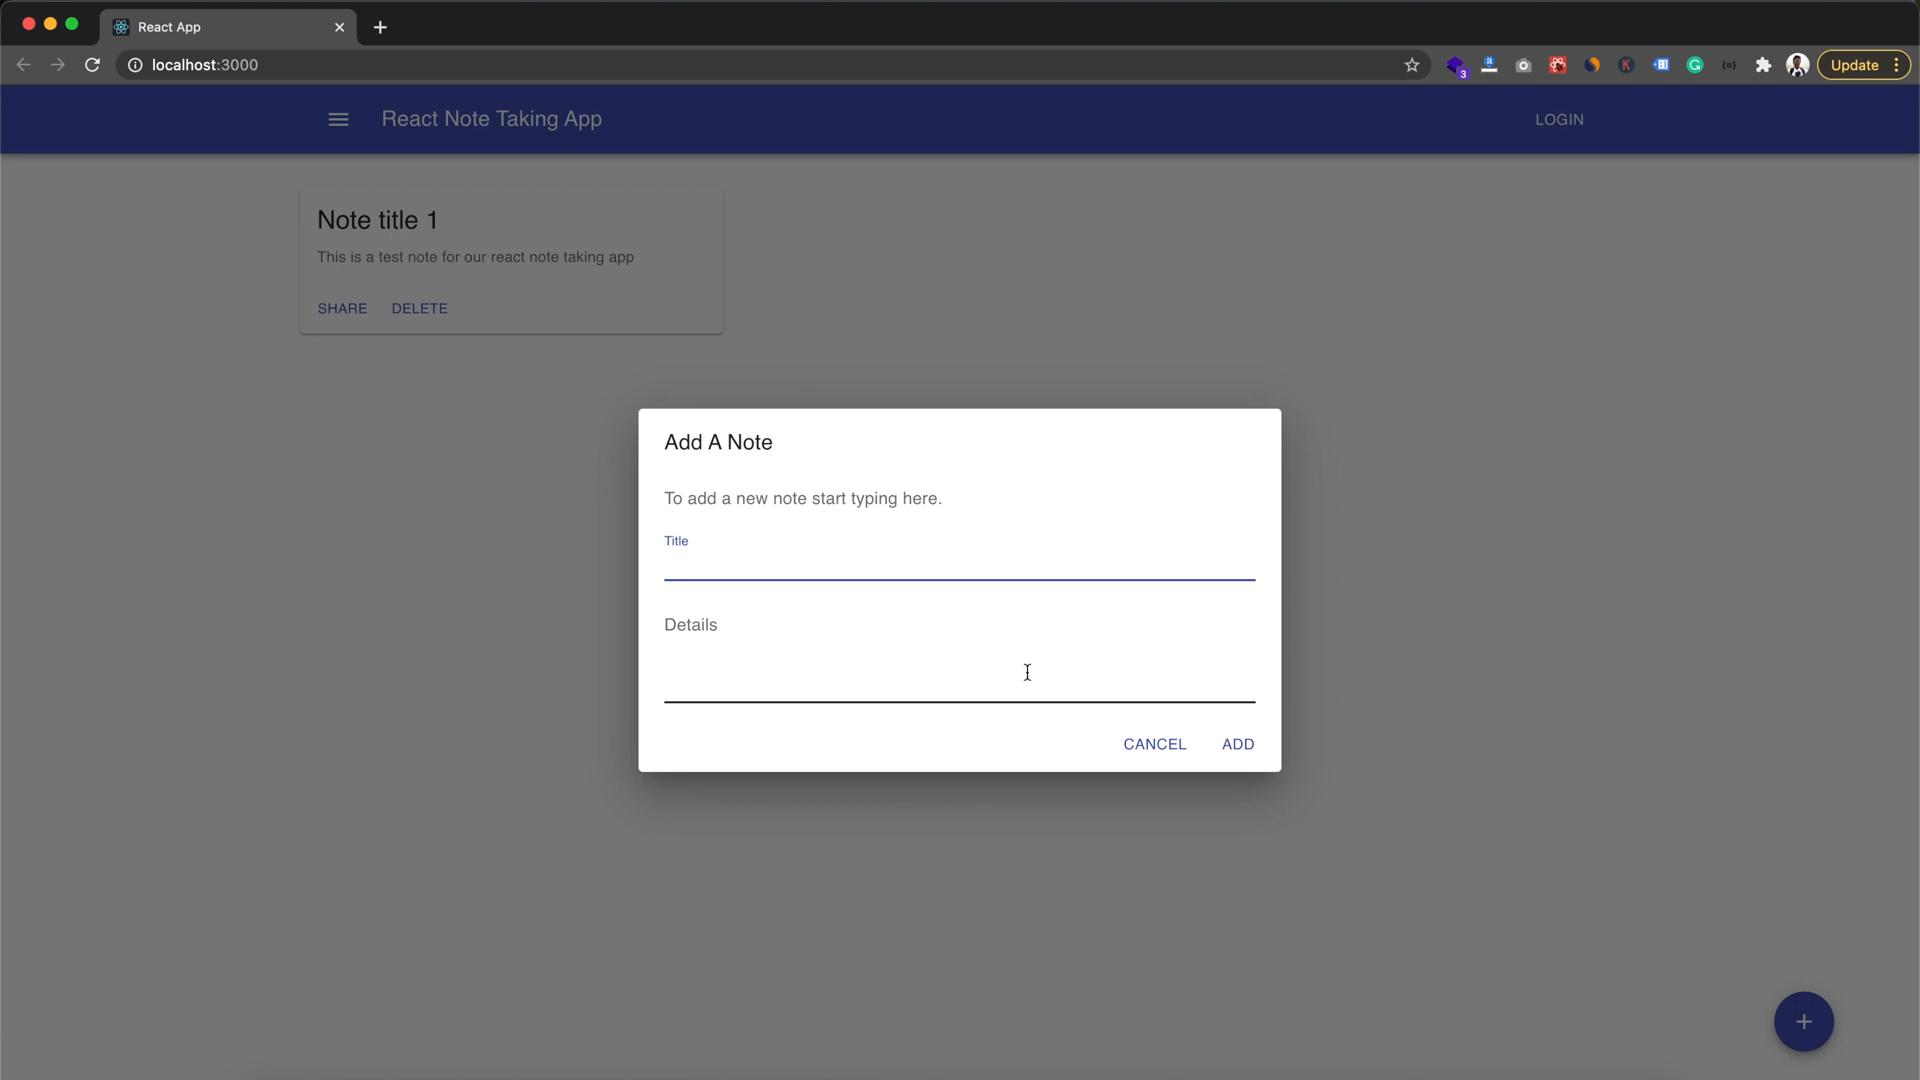 React App
localhost:3000
3
Update
React Note Taking App
LOGIN
Note title 1
This is a test note for our react note taking app
SHARE DELETE
Add A Note
To add a new note start typing here.
Title
Details
CANCEL ADD